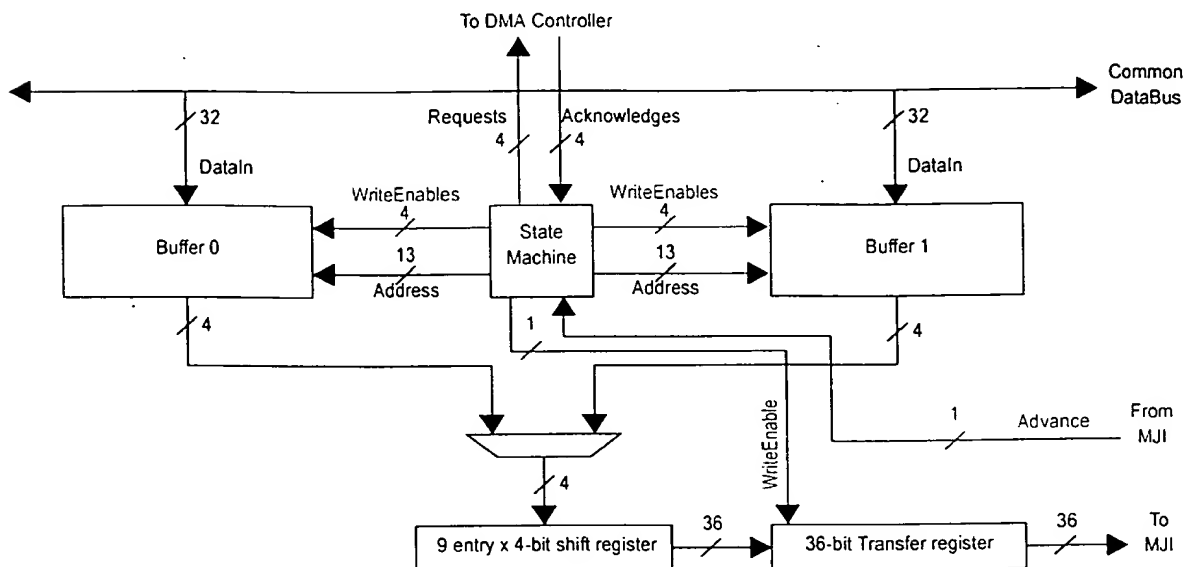 To DMA Controller
Common
DataBus
32
Requests
4
Acknowledges
4
32
DataIn
DataIn
WriteEnables
4
WriteEnables
4
Buffer 0
State
Machine
Buffer 1
13
Address
13
Address
4
1
4
WriteEnable
1
Advance
From
MJI
4
9 entry x 4-bit shift register
36
36-bit Transfer register
36
To
MJI